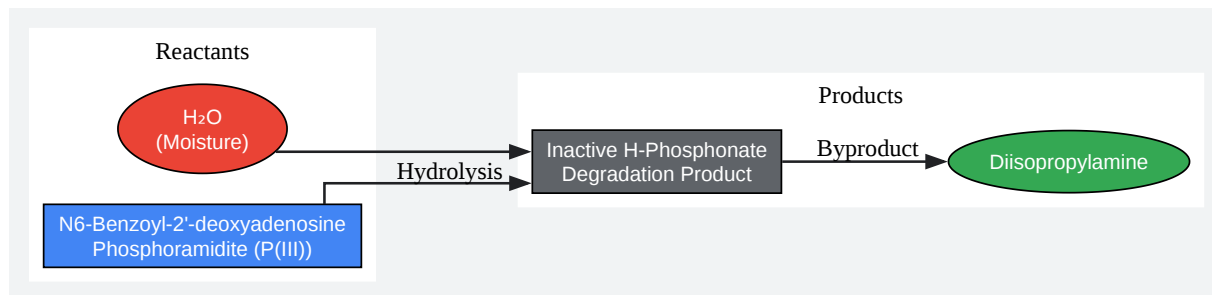 Reactants
H₂O
(Moisture)
Hydrolysis
N6-Benzoyl-2'-deoxyadenosine
Phosphoramidite (P(III))
Products
Inactive H-Phosphonate
Degradation Product
Byproduct
Diisopropylamine